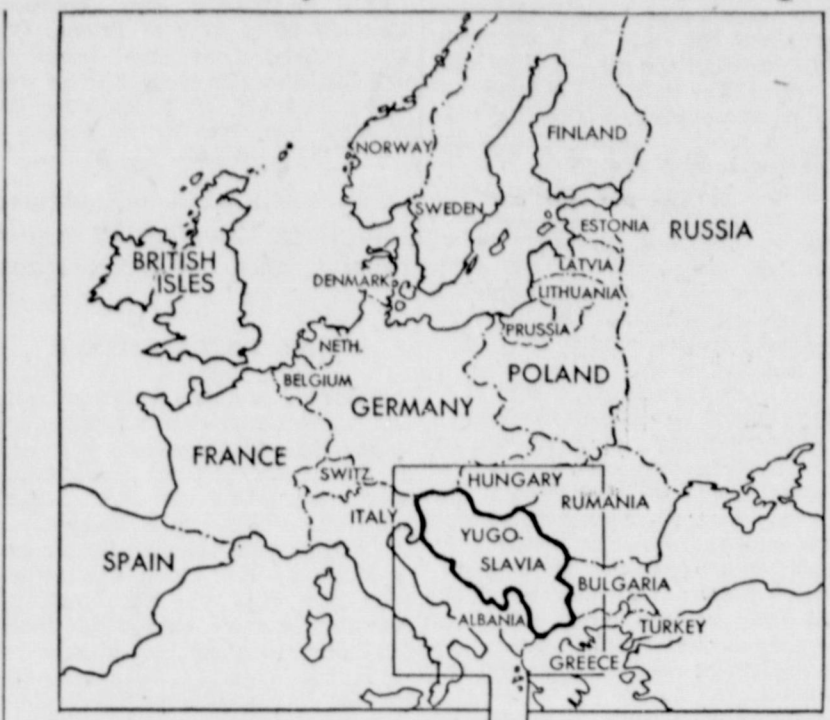 NORWAY
FINLAND
SWEDEN
ESTONIA
RUSSIA
BRITISH
ISLES
LATVIA
DENMARK
LITHUANIA
PRUSSIA
NETH.
POLAND
BELGIUM
GERMANY
FRANCE
SWITZ.
HUNGARY
RUMANIA
ITALY
YUGO-
SLAVIA
SPAIN
BULGARIA
ALBANIA
TURKEY
GREECE